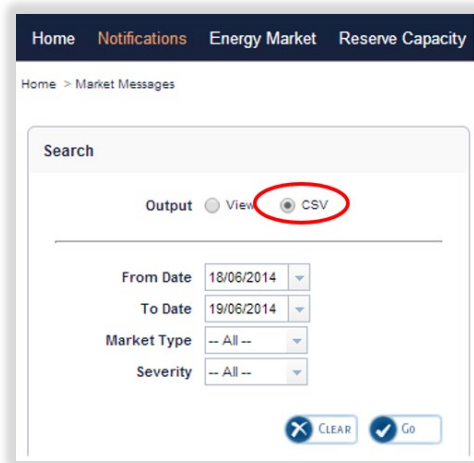 Home Notifications Energy Market Reserve Capacity
Home > Market Messages
Search
Output View CSV
From Date 18/06/2014
To Date 19/06/2014
Market Type -- All --
Severity -- All --
CLEAR GO